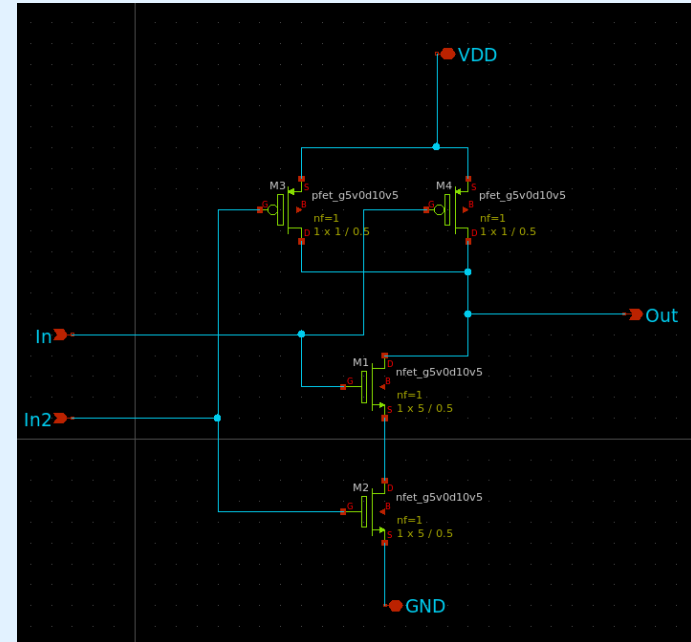 VDD
M3
S
pfet_g5v0d10v5
G
B
nf=1
D
1 x 1 / 0.5
M4
S
pfet_g5v0d10v5
G
B
nf=1
D
1 x 1 / 0.5
Out
In
M1
D
nfet_g5v0d10v5
G
B
nf=1
S
1 x 5 / 0.5
In2
M2
D
nfet_g5v0d10v5
G
B
nf=1
S
1 x 5 / 0.5
GND